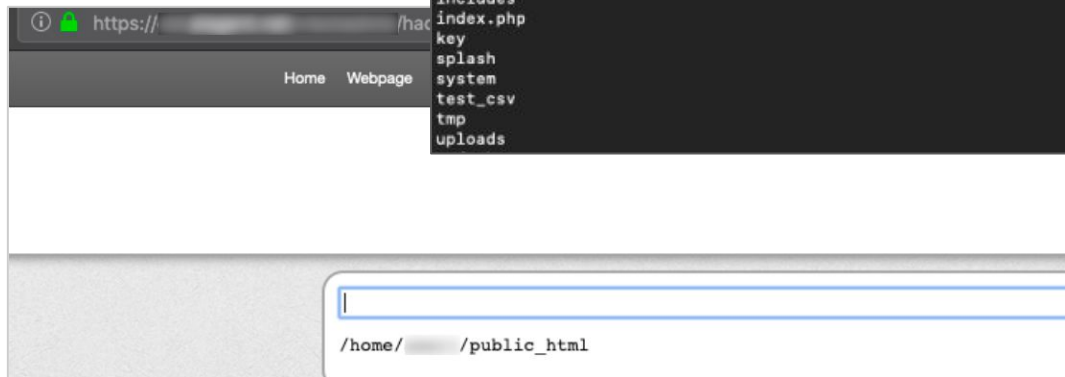 https:// /hac
Home Webpage
includes
index.php
key
splash
system
test_csv
tmp
uploads
/home/ /public_html